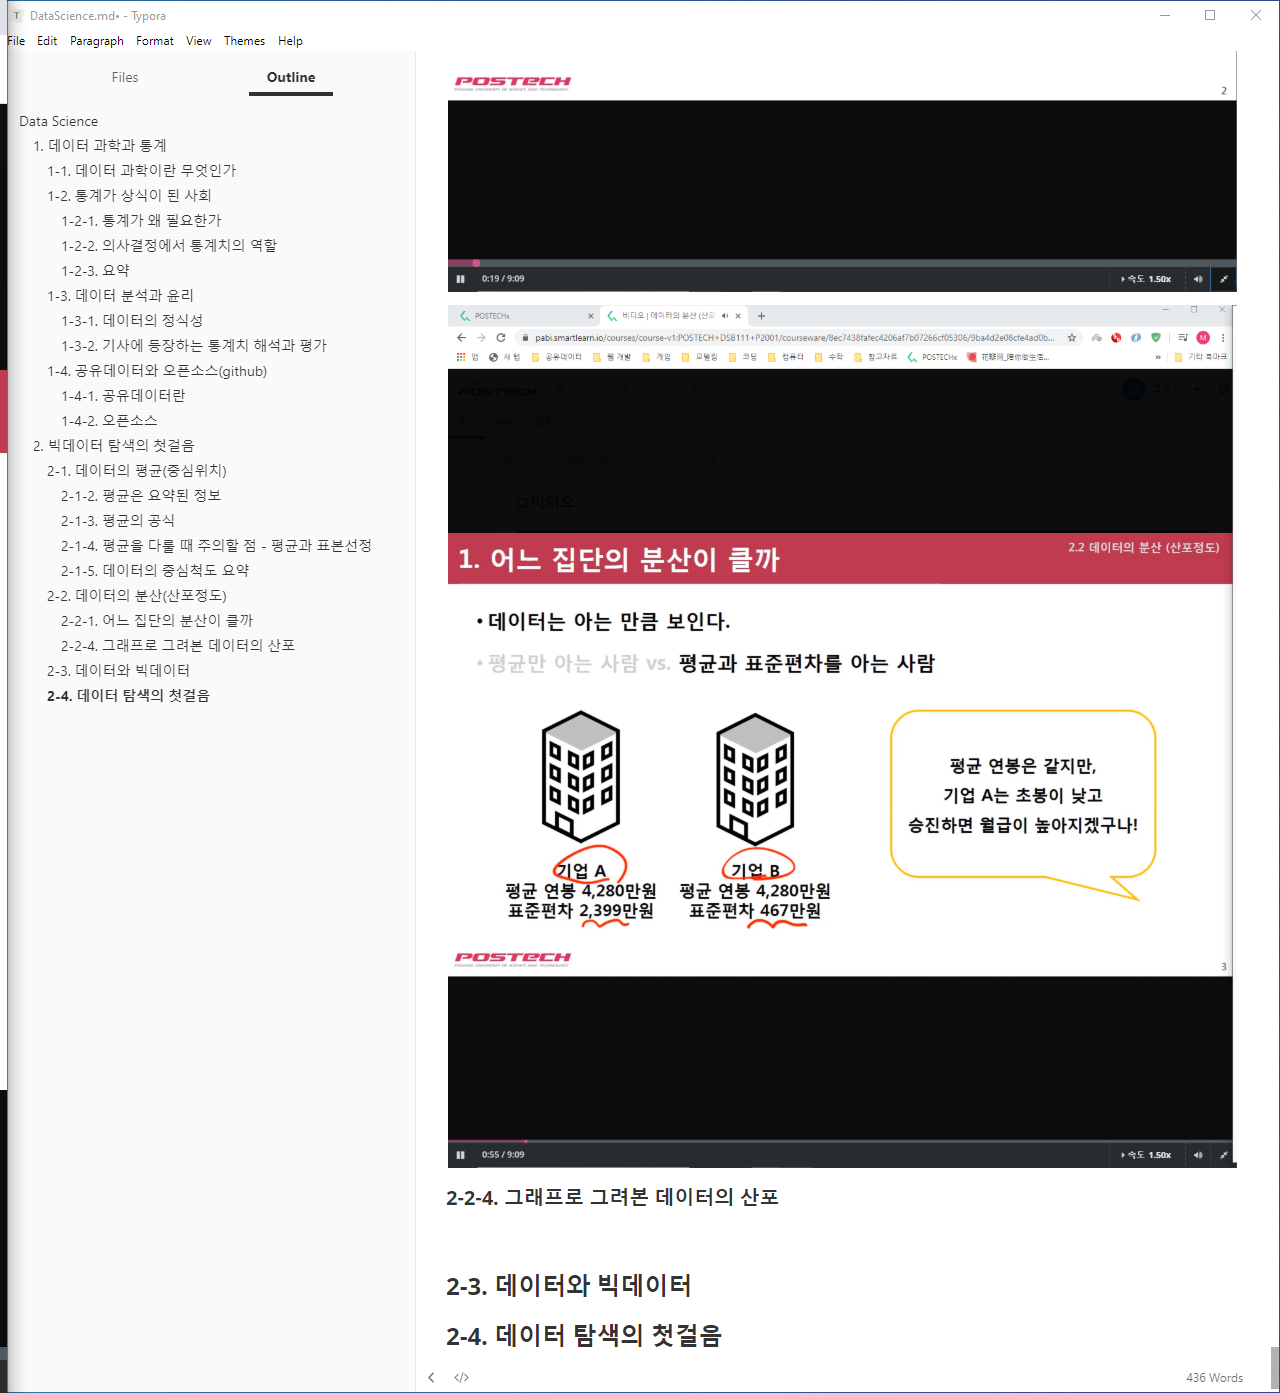 DataScience.md• - Typora
File Edit Paragraph Format View Themes Help
Files Outline
Data Science
1. 데이터 과학과 통계
1-1. 데이터 과학이란 무엇인가
1-2. 통계가 상식이 된 사회
1-2-1. 통계가 왜 필요한가
1-2-2. 의사결정에서 통계치의 역할
1-2-3. 요약
1-3. 데이터 분석과 윤리
1-3-1. 데이터의 정식성
1-3-2. 기사에 등장하는 통계치 해석과 평가
1-4. 공유데이터와 오픈소스(github)
1-4-1. 공유데이터란
1-4-2. 오픈소스
2. 빅데이터 탐색의 첫걸음
2-1. 데이터의 평균(중심위치)
2-1-2. 평균은 요약된 정보
2-1-3. 평균의 공식
2-1-4. 평균을 다룰 때 주의할 점 - 평균과 표본선정
2-1-5. 데이터의 중심척도 요약
2-2. 데이터의 분산(산포정도)
2-2-1. 어느 집단의 분산이 클까
2-2-4. 그래프로 그려본 데이터의 산포
2-3. 데이터와 빅데이터
2-4. 데이터 탐색의 첫걸음
POSTECH
POHANG UNIVERSITY OF SCIENCE AND TECHNOLOGY
2
0:19 / 9:09
속도 1.50x
POSTECHx
비디오 | 데이터의 분산 (산포
pabi.smartlearn.io/courses/course-v1:POSTECH+DSB111+P2001/courseware/8ec7438fafec4206af7b07266cf05306/9ba4d2e08cfe4ad0b...
M
앱 새 탭 공유데이터 웹 개발 게임 모델링 코딩 컴퓨터 수학 참고자료 POSTECHx
» 기타 북마크
POSTECH
비디오
1. 어느 집단의 분산이 클까
2.2 데이터의 분산 (산포정도)
• 데이터는 아는 만큼 보인다.
• 평균만 아는 사람 vs. 평균과 표준편차를 아는 사람
기업 A
평균 연봉 4,280만원
표준편차 2,399만원
기업 B
평균 연봉 4,280만원
표준편차 467만원
평균 연봉은 같지만,
기업 A는 초봉이 낮고
승진하면 월급이 높아지겠구나!
POSTECH
POHANG UNIVERSITY OF SCIENCE AND TECHNOLOGY
3
0:55 / 9:09
속도 1.50x
2-2-4. 그래프로 그려본 데이터의 산포
2-3. 데이터와 빅데이터
2-4. 데이터 탐색의 첫걸음
436 Words